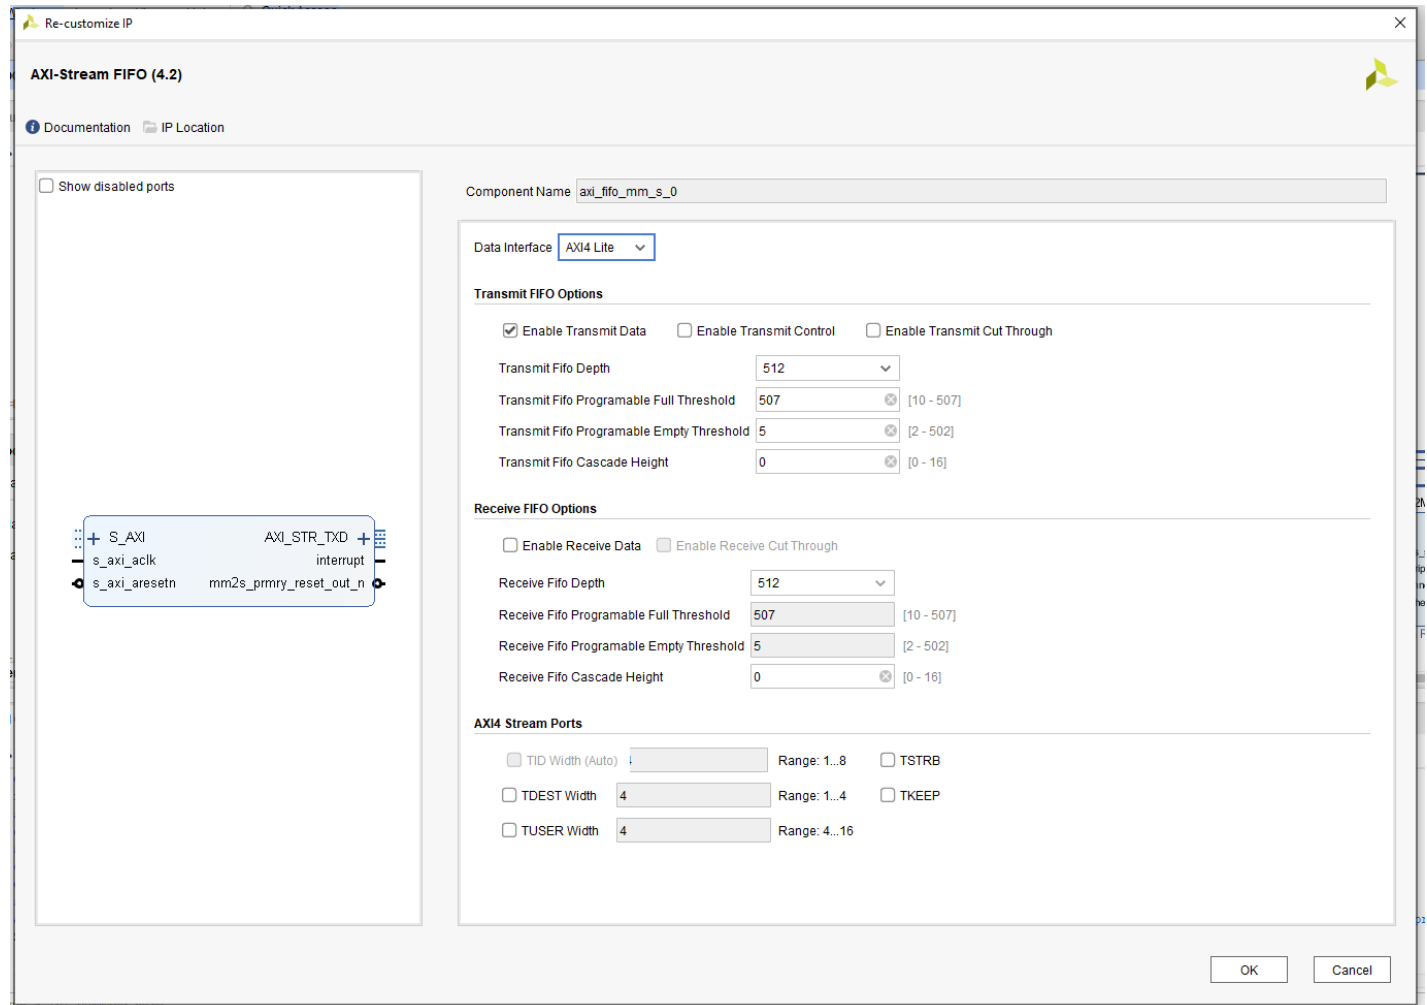 Re-customize IP
AXI-Stream FIFO (4.2)
Documentation IP Location
Show disabled ports
S_AXI AXI_STR_TXD
s_axi_aclk interrupt
s_axi_aresetn mm2s_prmry_reset_out_n
Component Name axi_fifo_mm_s_0
Data Interface AXI4 Lite
Transmit FIFO Options
Enable Transmit Data Enable Transmit Control Enable Transmit Cut Through
Transmit Fifo Depth 512
Transmit Fifo Programable Full Threshold 507 [10 - 507]
Transmit Fifo Programable Empty Threshold 5 [2 - 502]
Transmit Fifo Cascade Height 0 [0 - 16]
Receive FIFO Options
Enable Receive Data Enable Receive Cut Through
Receive Fifo Depth 512
Receive Fifo Programable Full Threshold 507 [10 - 507]
Receive Fifo Programable Empty Threshold 5 [2 - 502]
Receive Fifo Cascade Height 0 [0 - 16]
AXI4 Stream Ports
TID Width (Auto) Range: 1...8 TSTRB
TDEST Width 4 Range: 1...4 TKEEP
TUSER Width 4 Range: 4...16
OK Cancel